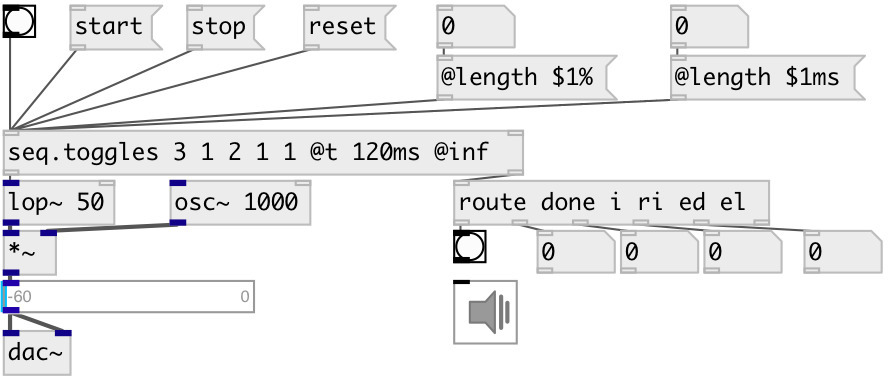 start stop reset 0 0
@length $1% @length $1ms
seq.toggles 3 1 2 1 1 @t 120ms @inf
lop~ 50 osc~ 1000 route done i ri ed el
*~ 0 0 0 0
-60 0
dac~